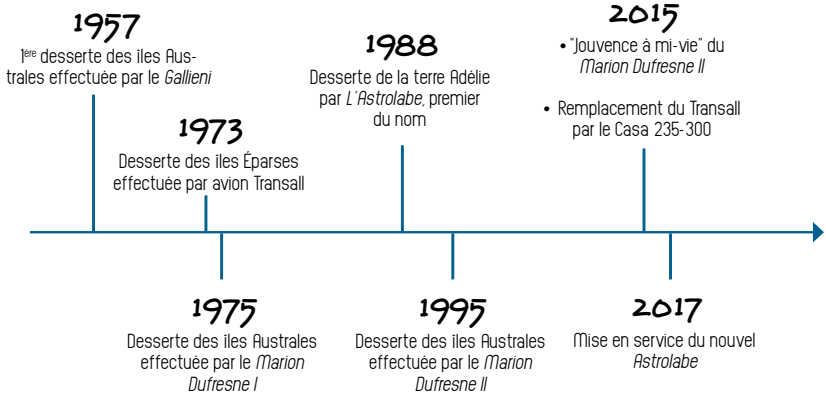 1957
1ère desserte des îles Aus-
trales effectuée par le Gallieni
1973
Desserte des îles Éparses
effectuée par avion Transall
1975
Desserte des îles Australes
effectuée par le Marion
Dufresne I
1988
Desserte de la terre Adélie
par L'Astrolabe, premier
du nom
1995
Desserte des îles Australes
effectuée par le Marion
Dufresne II
2015
• "Jouvence à mi-vie" du
Marion Dufresne II
• Remplacement du Transall
par le Casa 235-300
2017
Mise en service du nouvel
Astrolabe